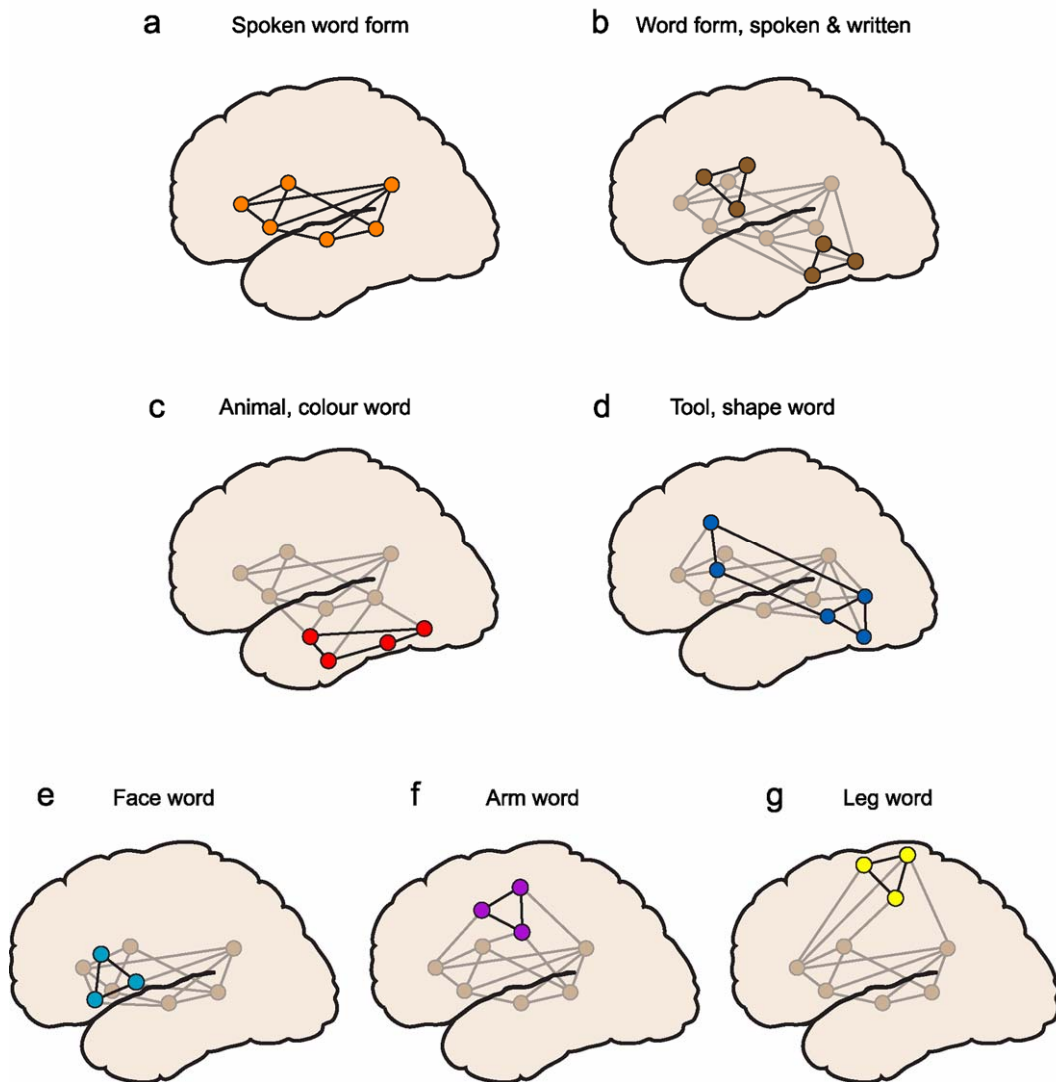 a Spoken word form
b Word form, spoken & written
c Animal, colour word
d Tool, shape word
e Face word
f Arm word
g Leg word